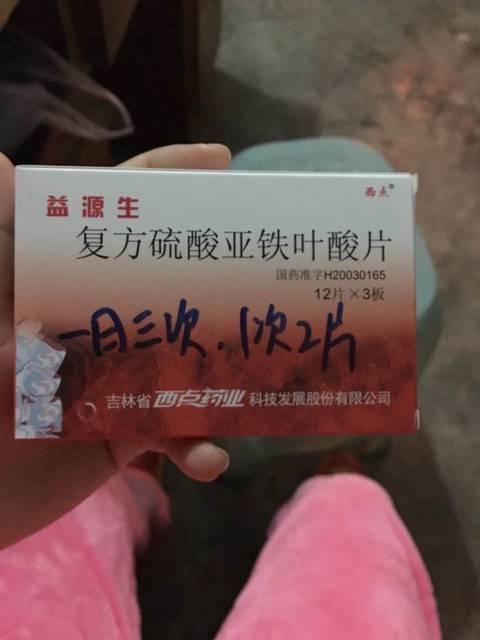 益源生
西点®
复方硫酸亚铁叶酸片
国药准字H20030165
12片×3板
一日三次.1次2片
吉林省西点药业科技发展股份有限公司